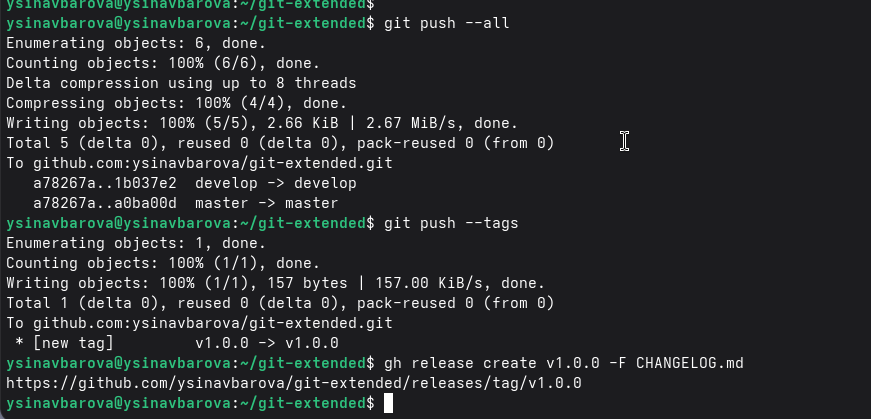 ysinavbarova@ysinavbarova:~/git-extended$
ysinavbarova@ysinavbarova:~/git-extended$ git push --all
Enumerating objects: 6, done.
Counting objects: 100% (6/6), done.
Delta compression using up to 8 threads
Compressing objects: 100% (4/4), done.
Writing objects: 100% (5/5), 2.66 KiB | 2.67 MiB/s, done.
Total 5 (delta 0), reused 0 (delta 0), pack-reused 0 (from 0)
To github.com:ysinavbarova/git-extended.git
   a78267a..1b037e2  develop -> develop
   a78267a..a0ba00d  master -> master
ysinavbarova@ysinavbarova:~/git-extended$ git push --tags
Enumerating objects: 1, done.
Counting objects: 100% (1/1), done.
Writing objects: 100% (1/1), 157 bytes | 157.00 KiB/s, done.
Total 1 (delta 0), reused 0 (delta 0), pack-reused 0 (from 0)
To github.com:ysinavbarova/git-extended.git
 * [new tag]         v1.0.0 -> v1.0.0
ysinavbarova@ysinavbarova:~/git-extended$ gh release create v1.0.0 -F CHANGELOG.md
https://github.com/ysinavbarova/git-extended/releases/tag/v1.0.0
ysinavbarova@ysinavbarova:~/git-extended$